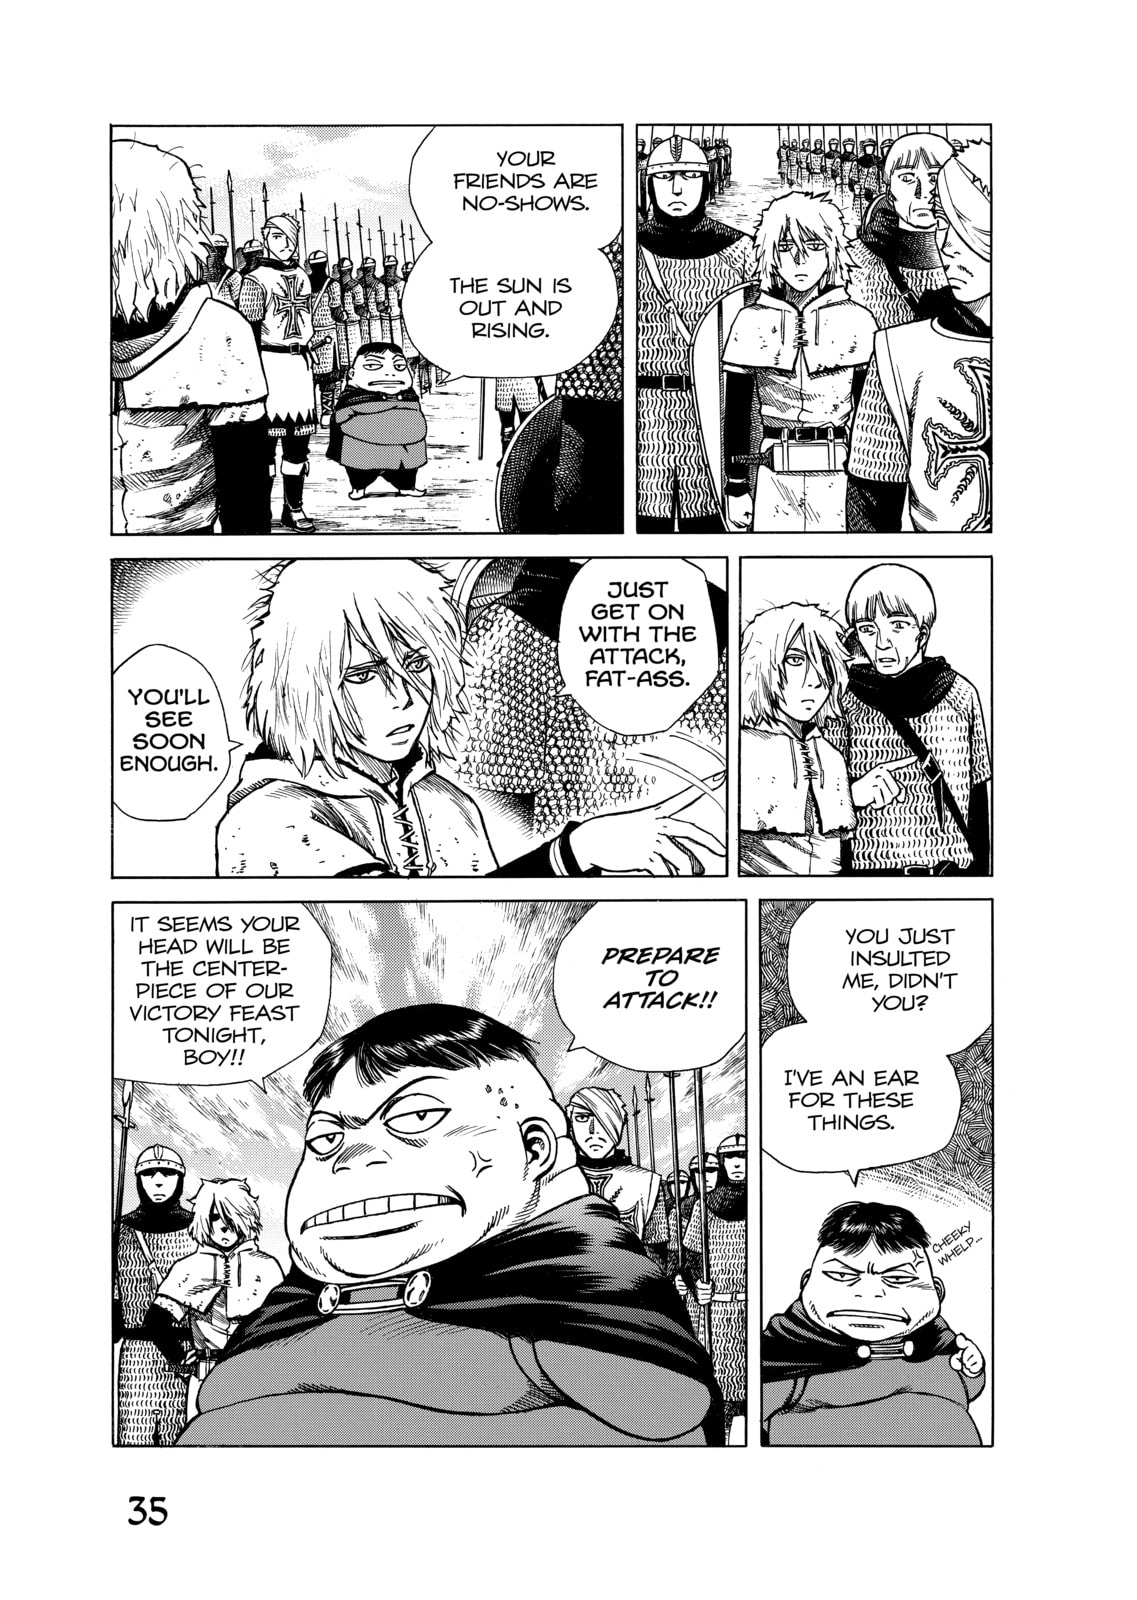 YOUR
FRIENDS ARE
NO-SHOWS.
THE SUN IS
OUT AND
RISING.
JUST
GET ON
WITH THE
ATTACK,
FAT-ASS.
YOU'LL
SEE
SOON
ENOUGH.
YOU JUST
INSULTED
ME, DIDN'T
YOU?
I'VE AN EAR
FOR THESE
THINGS.
CHEEKY
WHELP...
PREPARE
TO
ATTACK!!
IT SEEMS YOUR
HEAD WILL BE
THE CENTER-
PIECE OF OUR
VICTORY FEAST
TONIGHT,
BOY!!
35